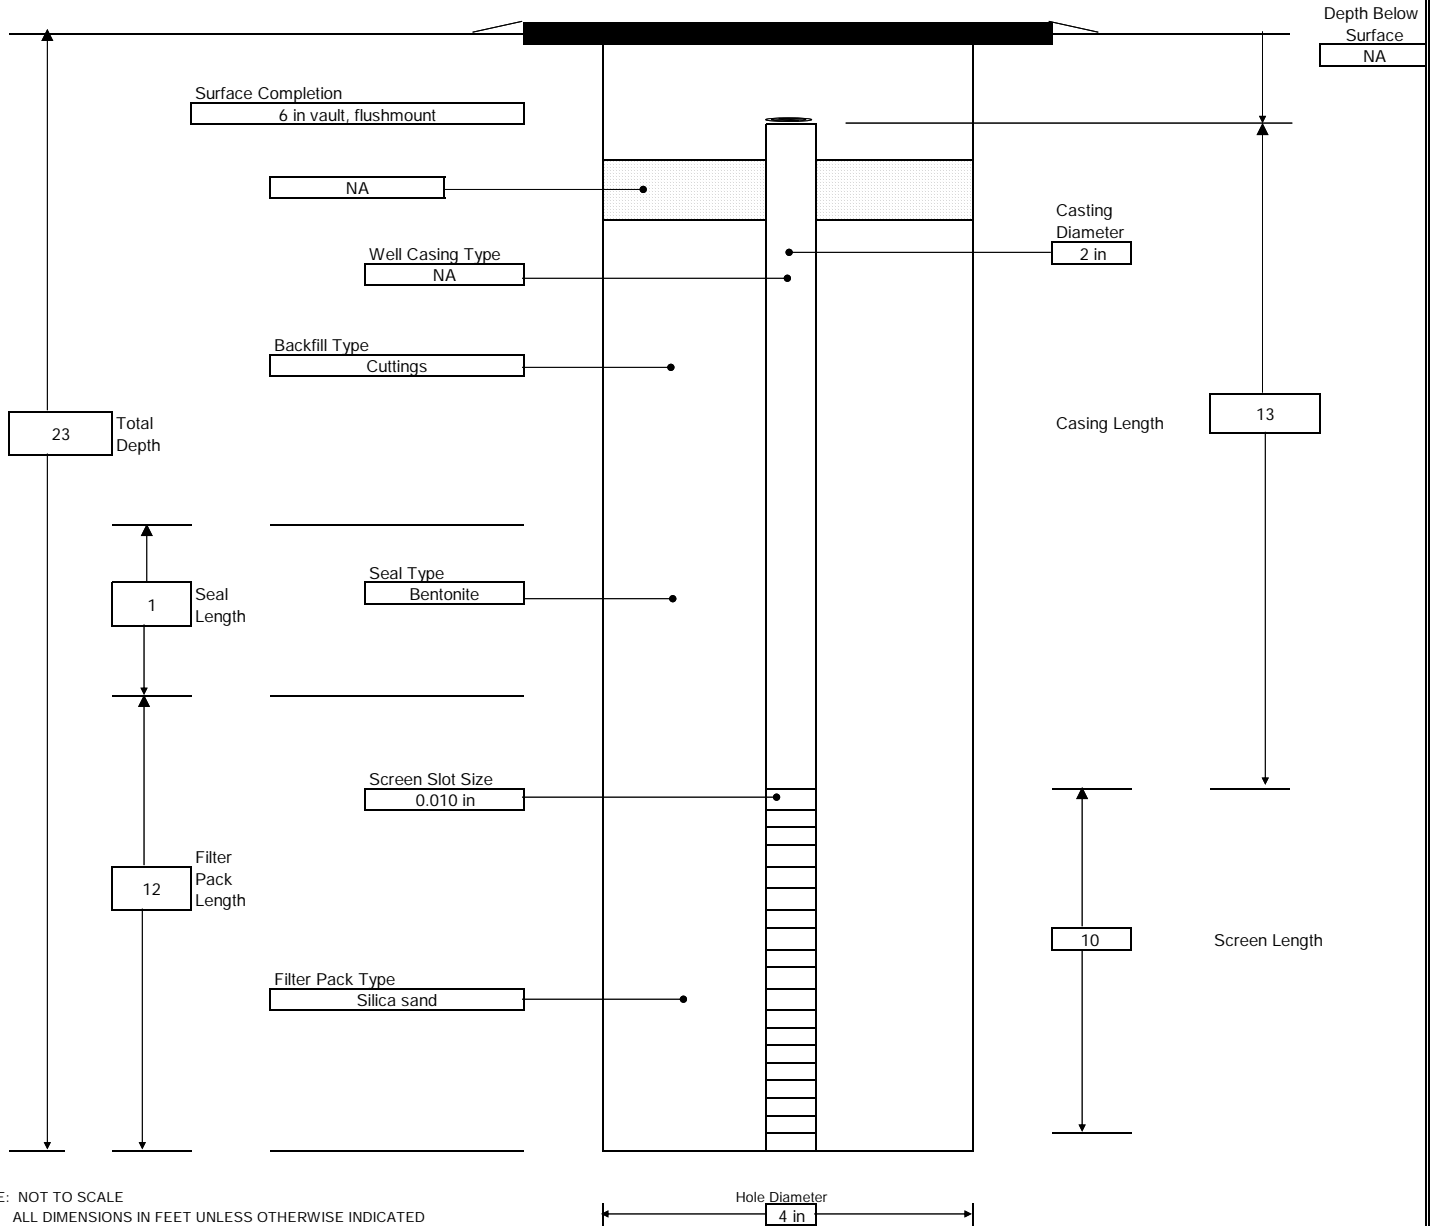 Depth Below
Surface
NA
Surface Completion
6 in vault, flushmount
NA
Casting
Diameter
2 in
Well Casing Type
NA
Backfill Type
Cuttings
23
Total
Depth
Casing Length
13
Seal Type
Bentonite
1
Seal
Length
Screen Slot Size
0.010 in
12
Filter
Pack
Length
10
Screen Length
Filter Pack Type
Silica sand
E: NOT TO SCALE
ALL DIMENSIONS IN FEET UNLESS OTHERWISE INDICATED
Hole Diameter
4 in